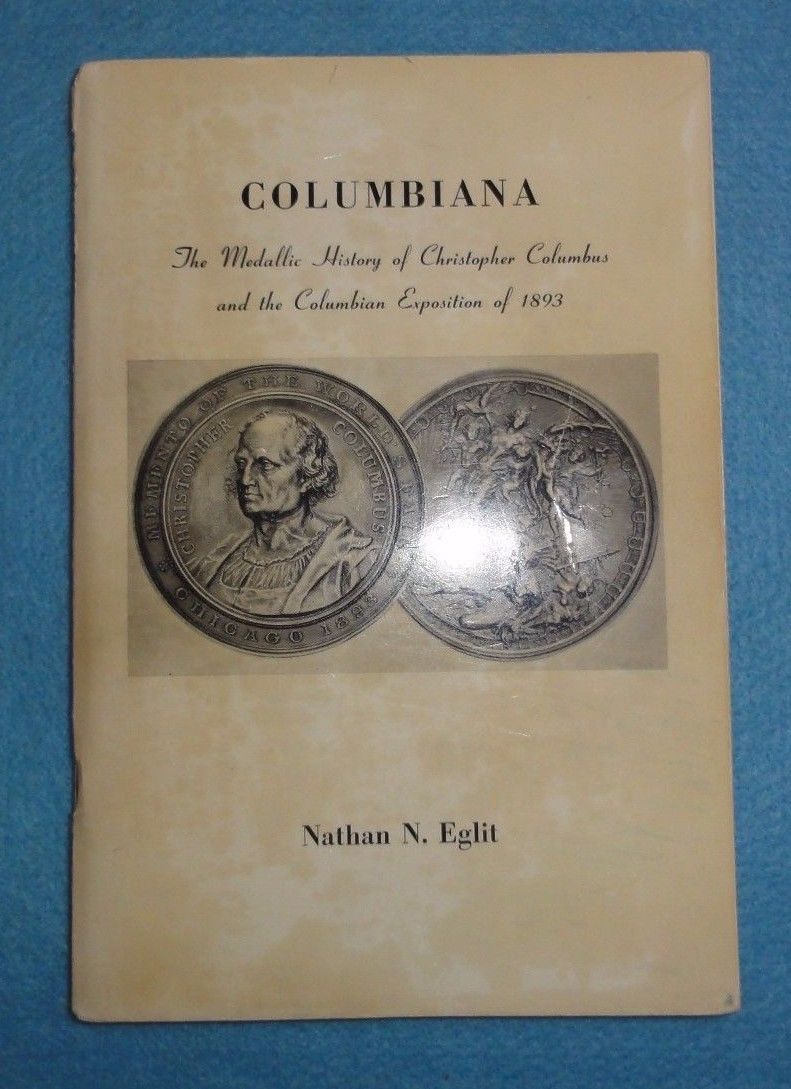 COLUMBIANA
The Medallic History of Christopher Columbus
and the Columbian Exposition of 1893
MEMENTO OF THE WORLD'S FAIR
CHICAGO 1893
CHRISTOPHER COLUMBUS
Nathan N. Eglit